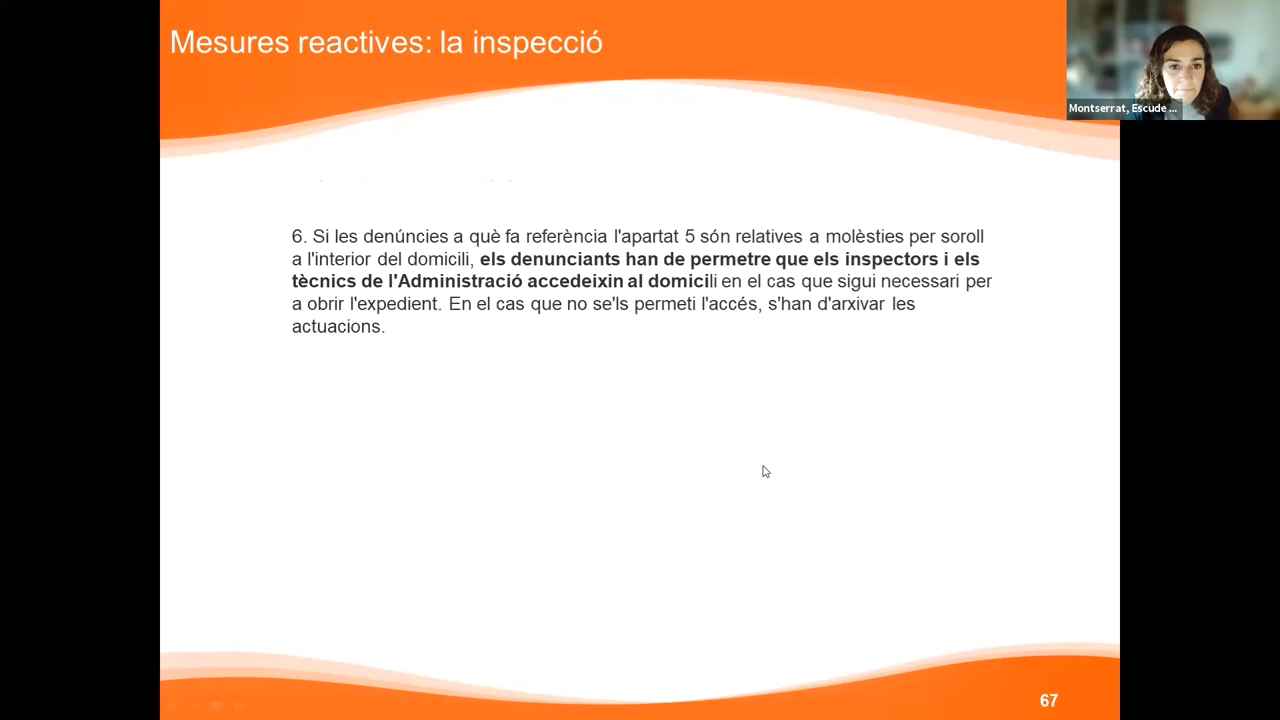 Mesures reactives: la inspecció
Montserrat, Escude ...
6. Si les denúncies a què fa referència l'apartat 5 són relatives a molèsties per soroll
a l'interior del domicili, els denunciants han de permetre que els inspectors i els
tècnics de l'Administració accedeixin al domicili en el cas que sigui necessari per
a obrir l'expedient. En el cas que no se'ls permeti l'accés, s'han d'arxivar les
actuacions.
67